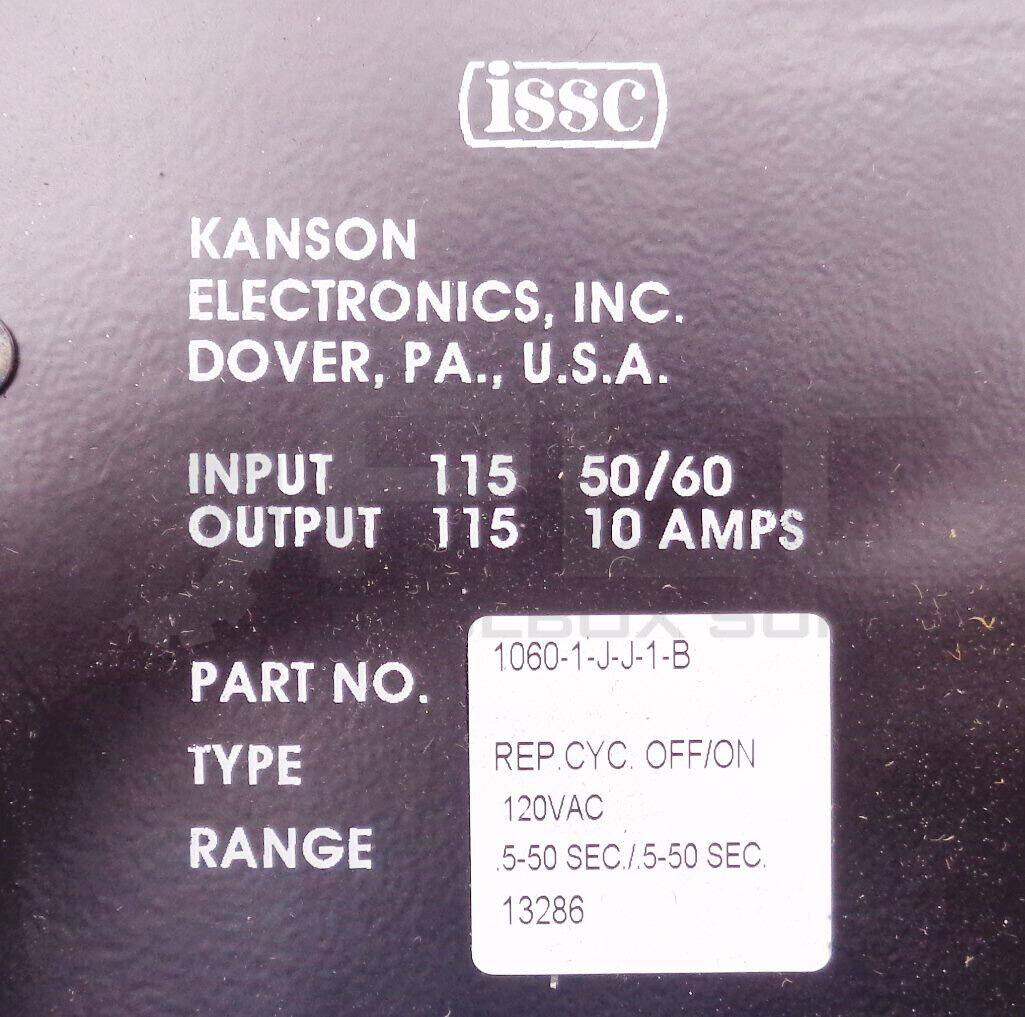 issc
KANSON
ELECTRONICS, INC.
DOVER, PA., U.S.A.
INPUT 115 50/60
OUTPUT 115 10 AMPS
PART NO. 1060-1-J-J-1-B
TYPE REP.CYC. OFF/ON
120VAC
RANGE .5-50 SEC./.5-50 SEC.
13286